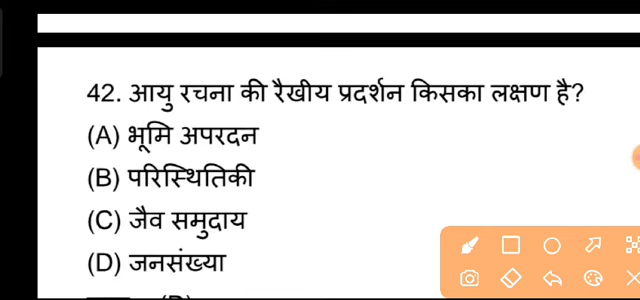 42. आयु रचना की रैखीय प्रदर्शन किसका लक्षण है?
(A) भूमि अपरदन
(B) परिस्थितिकी
(C) जैव समुदाय
(D) जनसंख्या